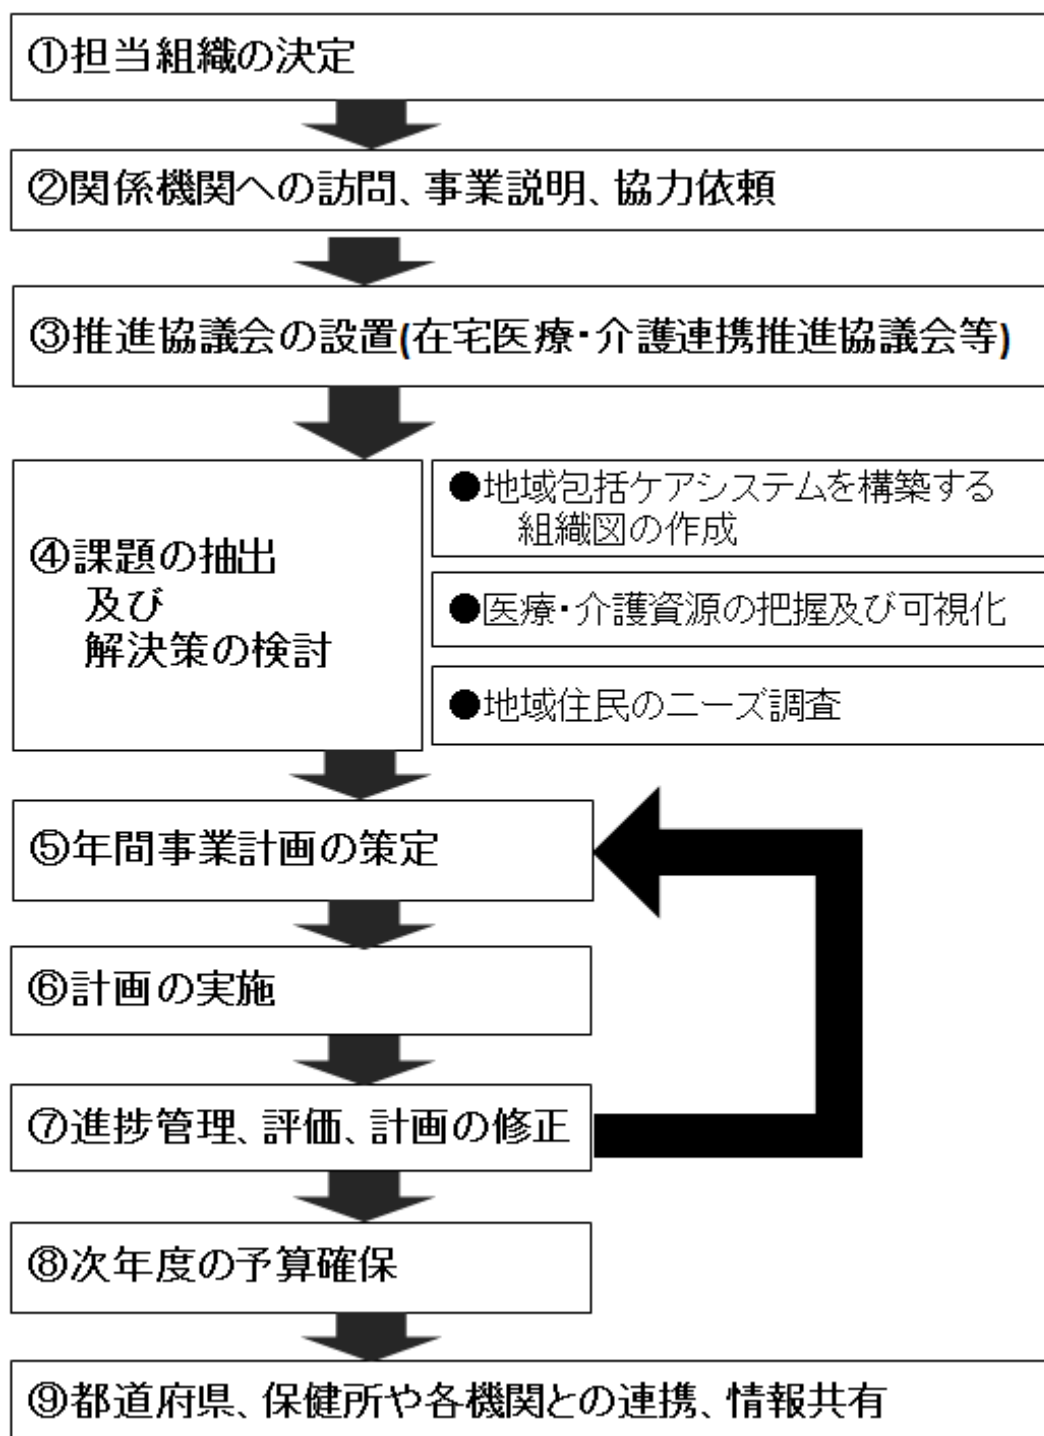 ①担当組織の決定
②関係機関への訪問、事業説明、協力依頼
③推進協議会の設置(在宅医療・介護連携推進協議会等)
④課題の抽出
及び
解決策の検討
●地域包括ケアシステムを構築する
組織図の作成
●医療・介護資源の把握及び可視化
●地域住民のニーズ調査
⑤年間事業計画の策定
⑥計画の実施
⑦進捗管理、評価、計画の修正
⑧次年度の予算確保
⑨都道府県、保健所や各機関との連携、情報共有